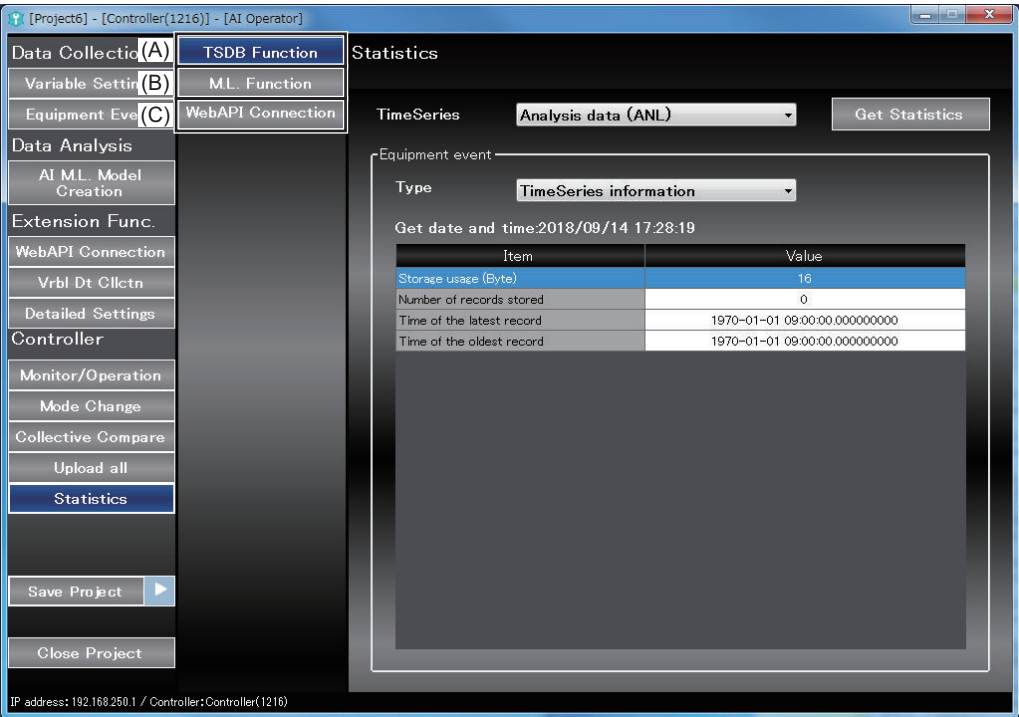 [Project6] - [Controller(1216)] - [AI Operator]
Data Collectio
(A)
TSDB Function
Statistics
Variable Settin
(B)
M.L. Function
Equipment Eve
(C)
WebAPI Connection
TimeSeries
Analysis data (ANL)
Get Statistics
Data Analysis
AI M.L. Model
Creation
Equipment event
Type
TimeSeries information
Extension Func.
Get date and time:2018/09/14 17:28:19
WebAPI Connection
Vrbl Dt Cllctn
Detailed Settings
Item Value
Storage usage (Byte) 16
Number of records stored 0
Time of the latest record 1970-01-01 09:00:00.000000000
Time of the oldest record 1970-01-01 09:00:00.000000000
Controller
Monitor/Operation
Mode Change
Collective Compare
Upload all
Statistics
Save Project
Close Project
IP address: 192.168.250.1 / Controller:Controller(1216)